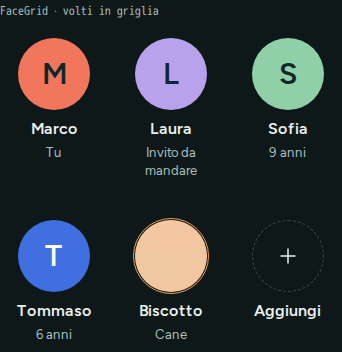 FaceGrid · volti in griglia
M L S
Marco Laura Sofia
Tu Invito da 9 anni
mandare
T +
Tommaso Biscotto Aggiungi
6 anni Cane